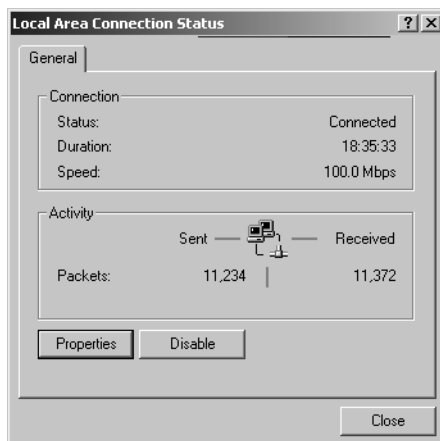 Local Area Connection Status
General
Connection
Status: Connected
Duration: 18:35:33
Speed: 100.0 Mbps
Activity
Sent Received
Packets: 11,234 11,372
Properties Disable
Close